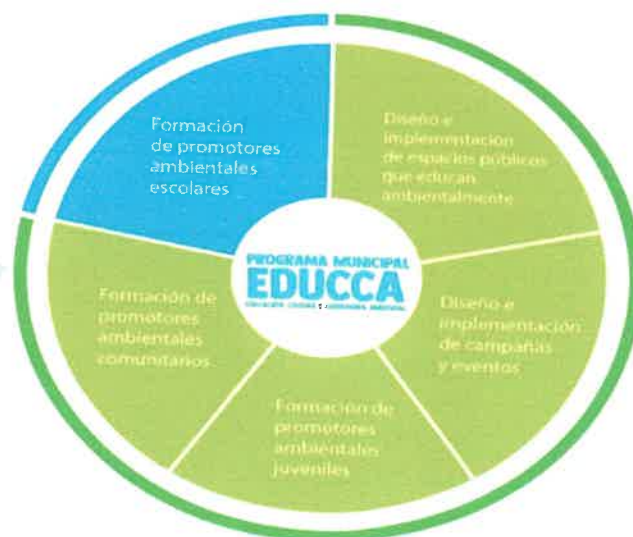 Formación
de promotores
ambientales
escolares
Diseño e
implementación
de espacios públicos
que educan
ambientalmente
PROGRAMA MUNICIPAL
EDUCCA
Formación de
promotores
ambientales
comunitarios
Diseño e
implementación
de campañas
y eventos
Formación de
promotores
ambientales
juveniles